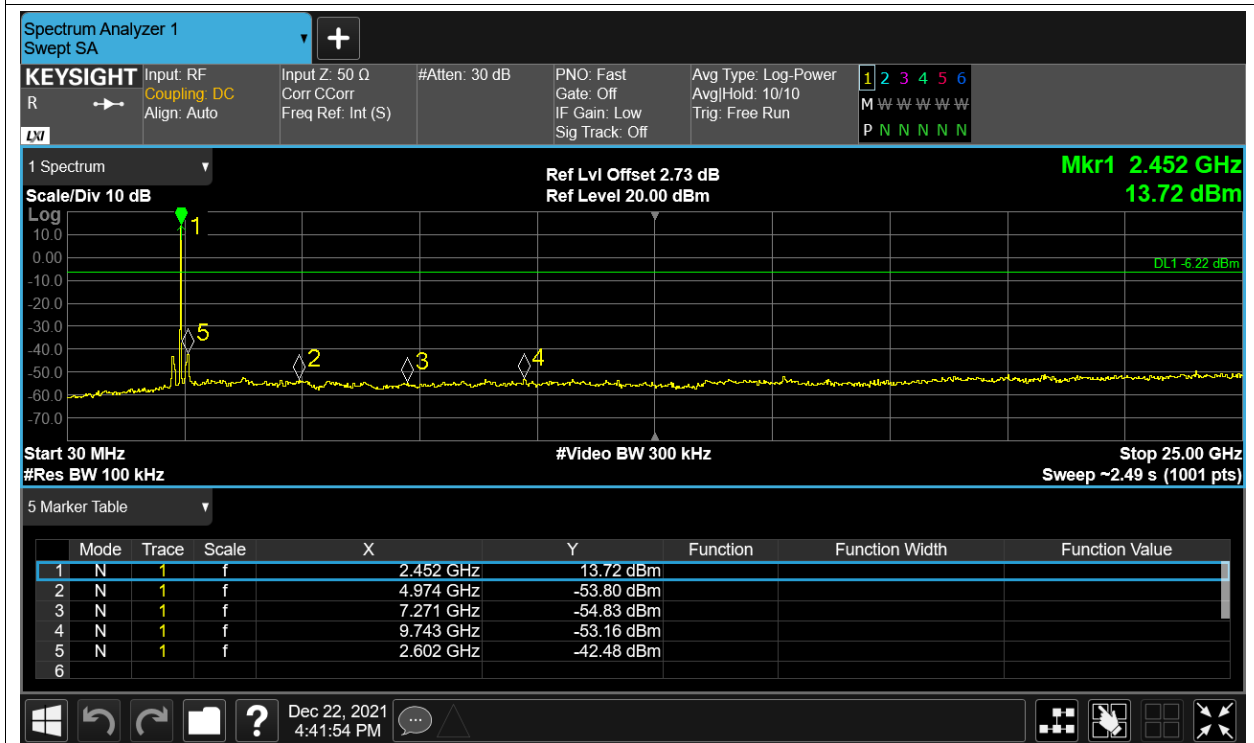 Spectrum Analyzer 1
Swept SA
KEYSIGHT Input: RF Input Z: 50 Ω #Atten: 30 dB PNO: Fast Avg Type: Log-Power 1 2 3 4 5 6
R Coupling: DC Corr CCorr Gate: Off Avg|Hold: 10/10 M W W W W W W
Align: Auto Freq Ref: Int (S) IF Gain: Low Trig: Free Run
LXI Sig Track: Off P N N N N N
1 Spectrum Ref Lvl Offset 2.73 dB Mkr1 2.452 GHz
Scale/Div 10 dB Ref Level 20.00 dBm 13.72 dBm
Log
1
10.0
0.00
DL1 -6.22 dBm
-10.0
-20.0
-30.0
5
-40.0
2 3 4
-50.0
-60.0
-70.0
Start 30 MHz #Video BW 300 kHz Stop 25.00 GHz
#Res BW 100 kHz Sweep ~2.49 s (1001 pts)
5 Marker Table
Mode Trace Scale X Y Function Function Width Function Value
1 N 1 f 2.452 GHz 13.72 dBm
2 N 1 f 4.974 GHz -53.80 dBm
3 N 1 f 7.271 GHz -54.83 dBm
4 N 1 f 9.743 GHz -53.16 dBm
5 N 1 f 2.602 GHz -42.48 dBm
6
? Dec 22, 2021
4:41:54 PM